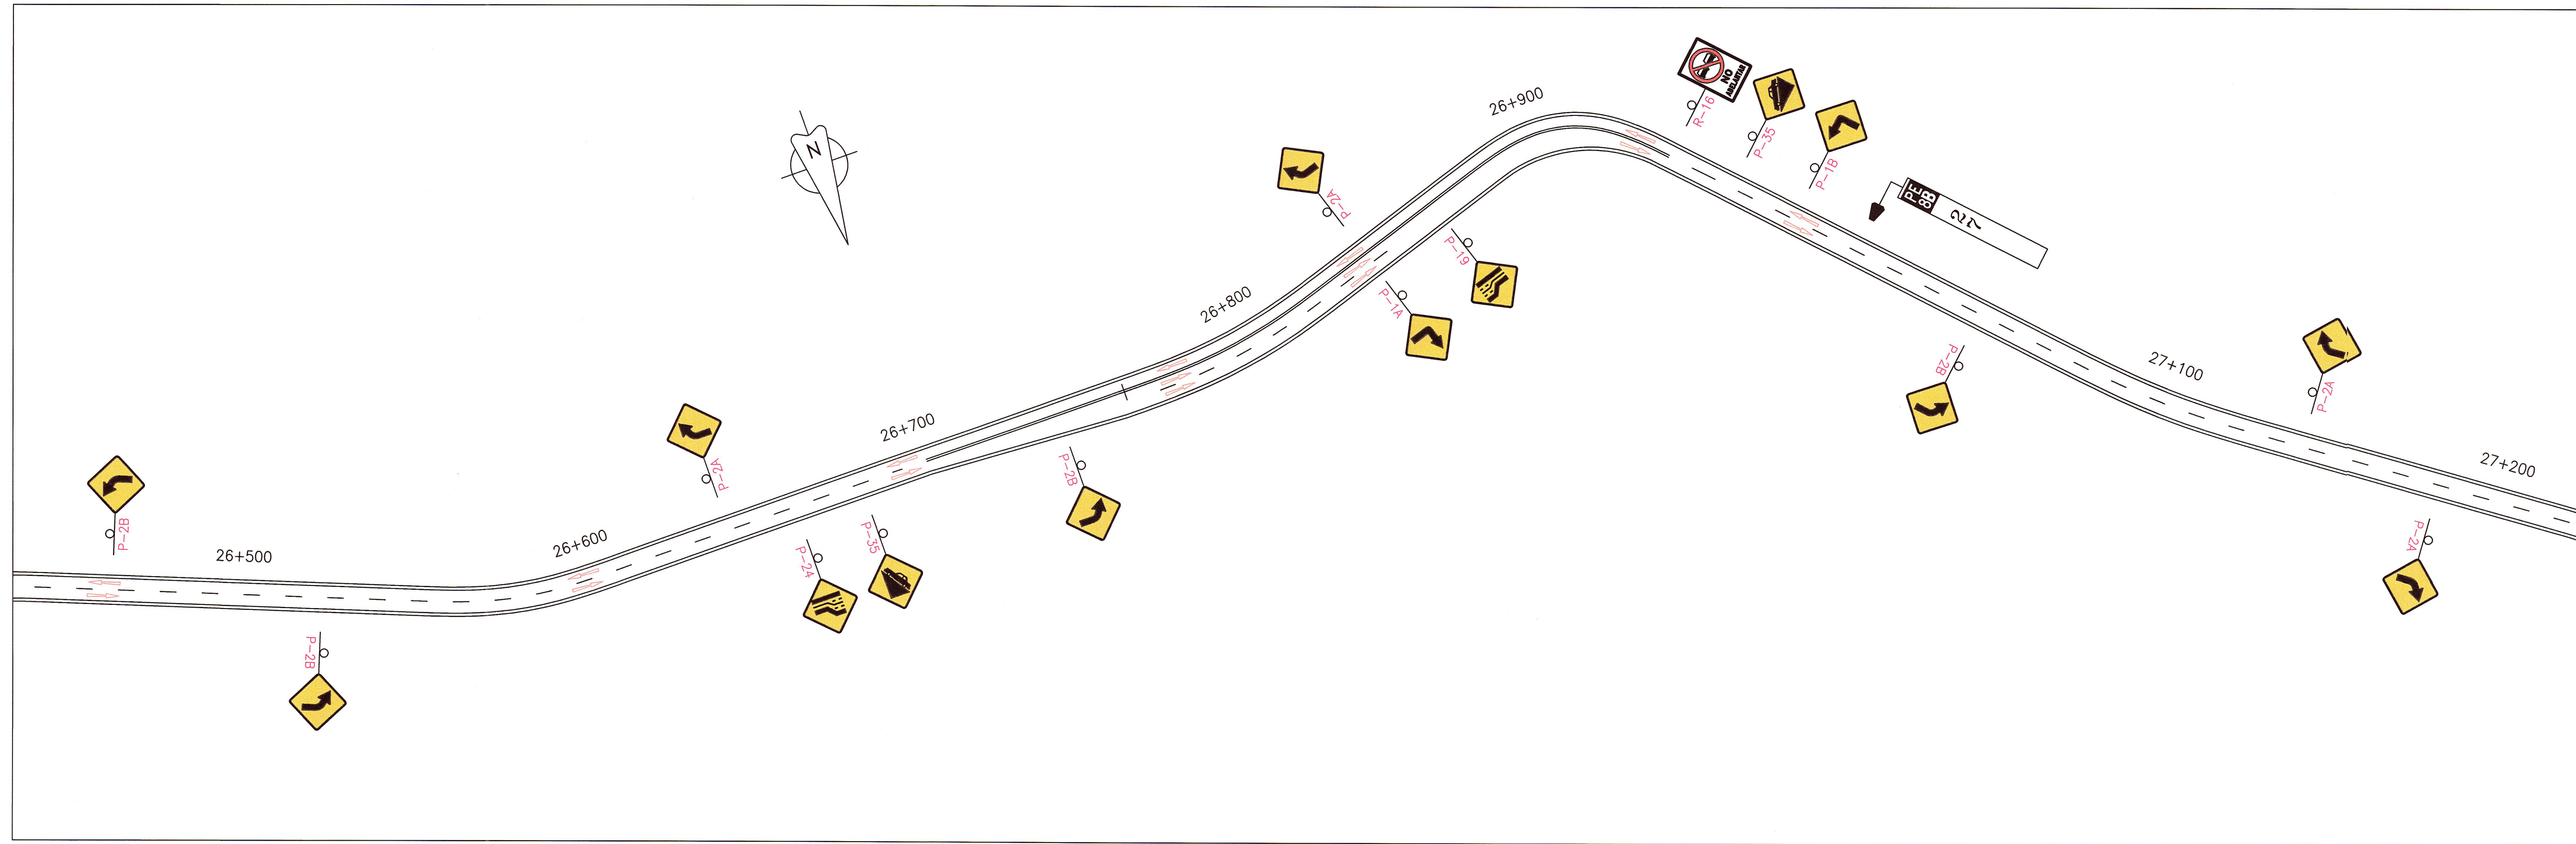 R-16
NO
ADELANTAR
P-35
P-1B
26+900
N
P-2A
PE
8B
27
P-19
P-1A
26+800
P-2B
27+100
P-2A
26+700
P-2A
P-2B
27+200
P-2A
P-2B
26+500
26+600
P-24
P-35
P-2B